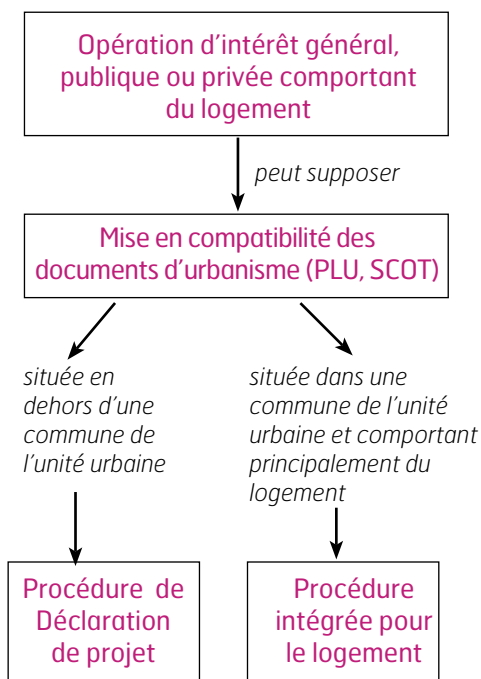 Opération d’intérêt général,
publique ou privée comportant
du logement
peut supposer
Mise en compatibilité des
documents d’urbanisme (PLU, SCOT)
située en
dehors d’une
commune de
l’unité urbaine
située dans une
commune de l’unité
urbaine et comportant
principalement du
logement
Procédure de
Déclaration
de projet
Procédure
intégrée pour
le logement